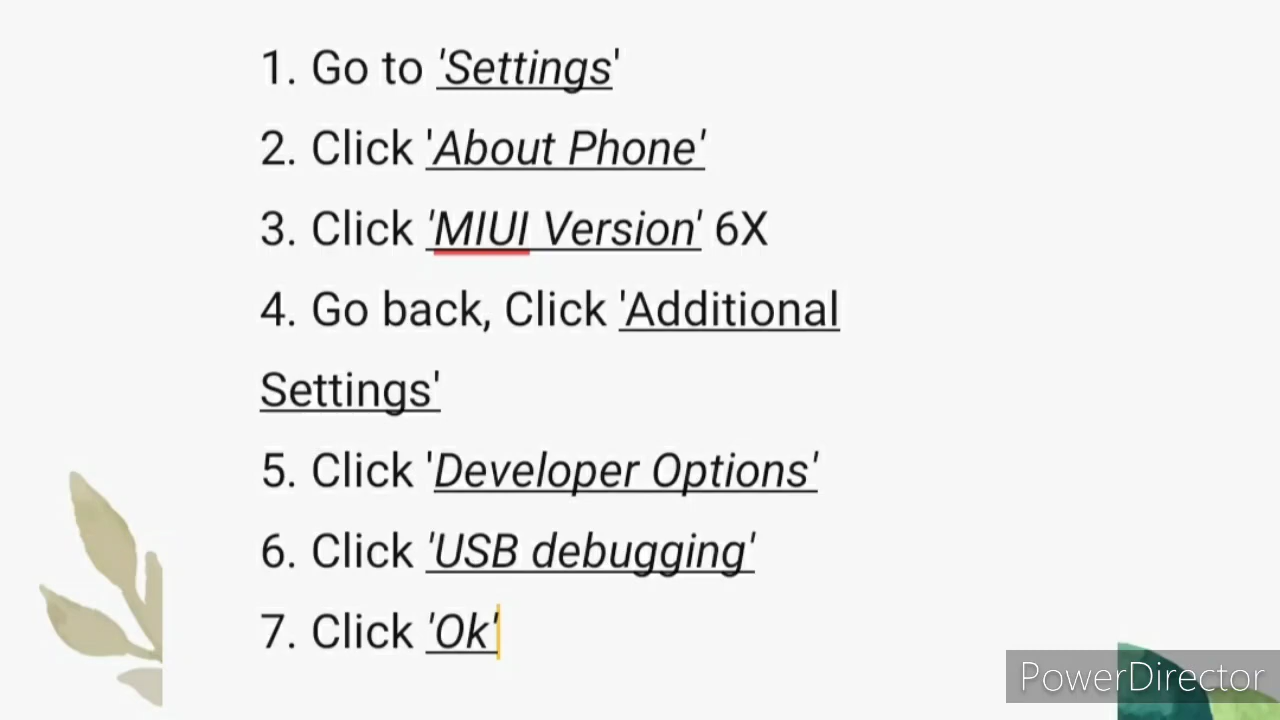 1. Go to 'Settings'
2. Click 'About Phone'
3. Click 'MIUI Version' 6X
4. Go back, Click 'Additional
Settings'
5. Click 'Developer Options'
6. Click 'USB debugging'
7. Click 'Ok'
PowerDirector